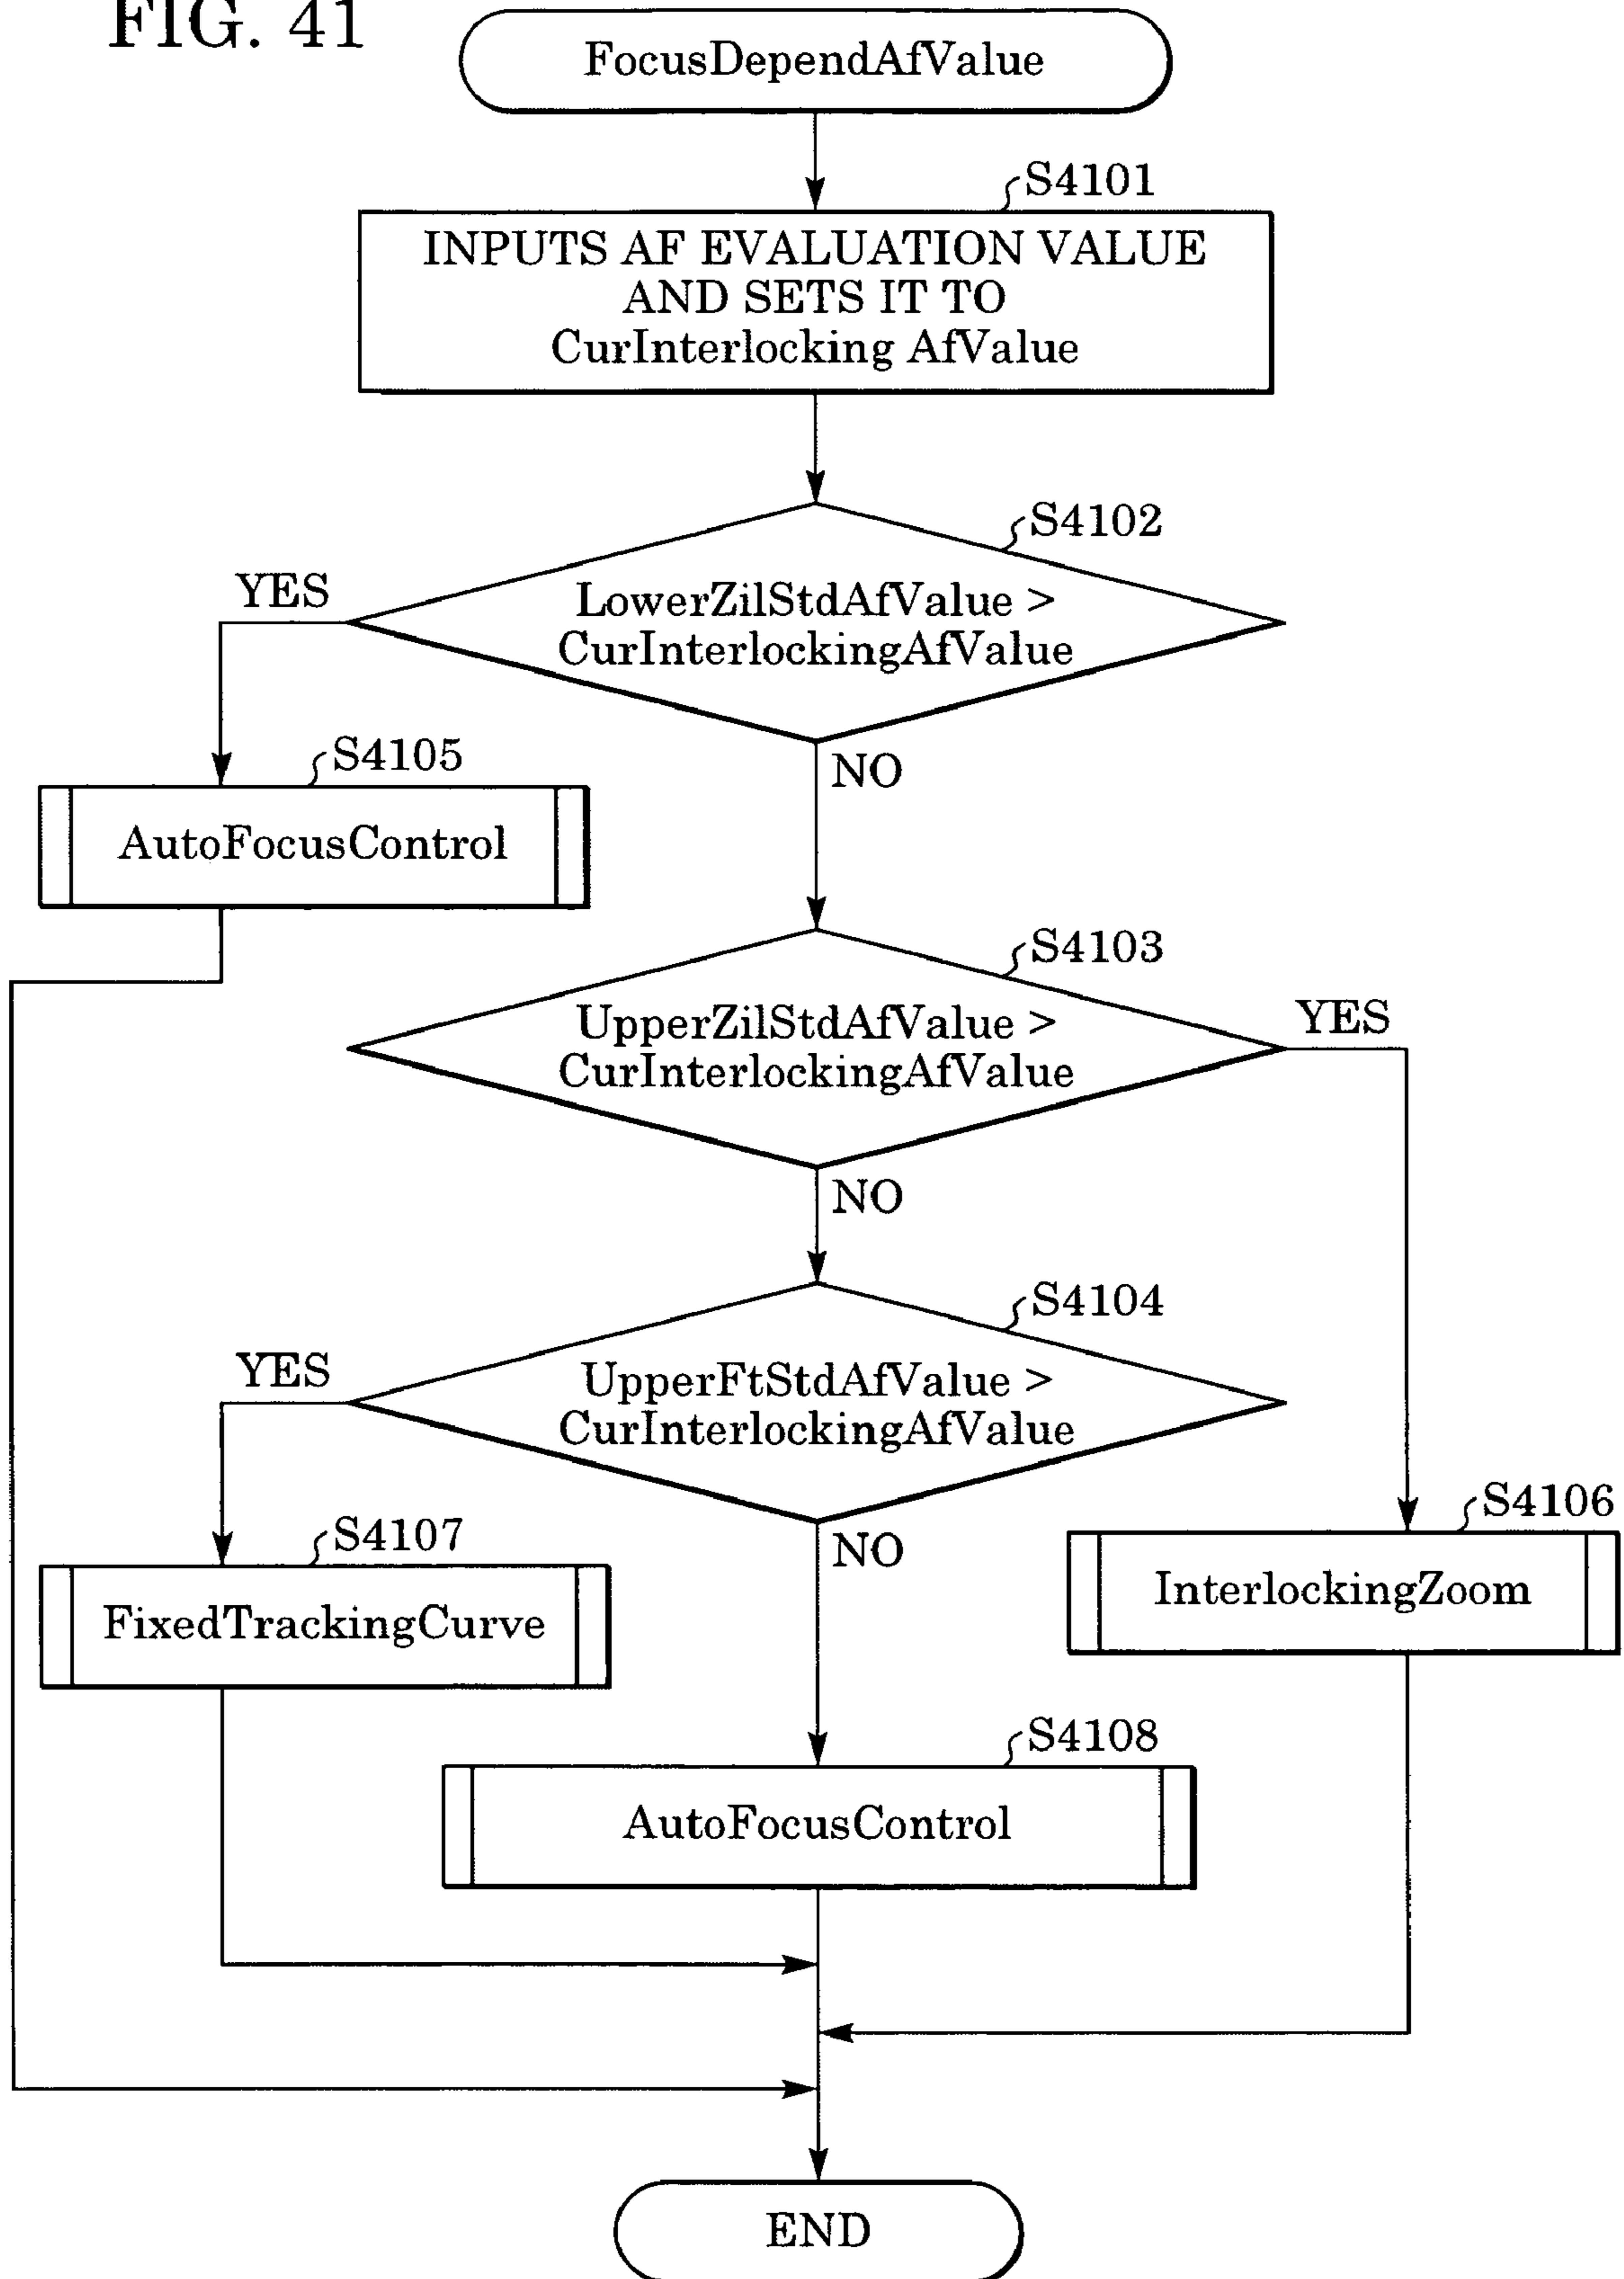 FIG. 41
FocusDependAfValue
S4101
INPUTS AF EVALUATION VALUE
AND SETS IT TO
CurInterlocking AfValue
S4102
YES
LowerZilStdAfValue >
CurInterlockingAfValue
NO
S4105
AutoFocusControl
S4103
UpperZilStdAfValue >
CurInterlockingAfValue
YES
NO
S4104
YES
UpperFtStdAfValue >
CurInterlockingAfValue
NO
S4106
InterlockingZoom
S4107
FixedTrackingCurve
S4108
AutoFocusControl
END